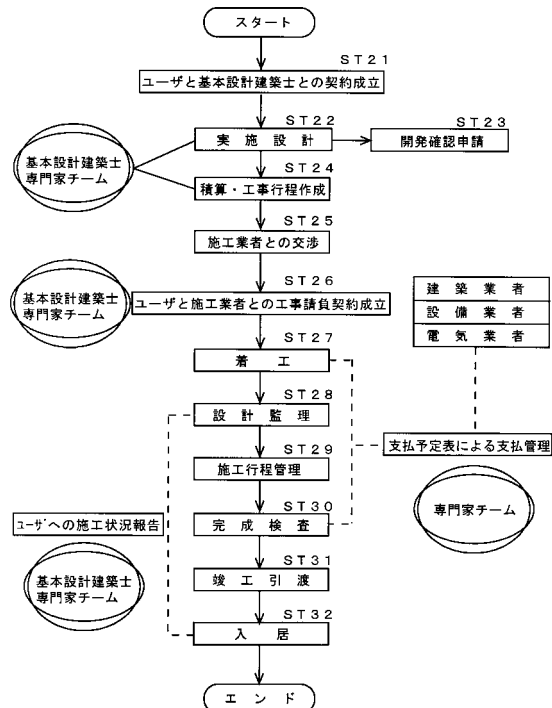 スタート
ST21
ユーザと基本設計建築士との契約成立
ST22
実施設計
ST23
開発確認申請
基本設計建築士
専門家チーム
ST24
積算・工事行程作成
ST25
施工業者との交渉
ST26
基本設計建築士
専門家チーム
ユーザと施工業者との工事請負契約成立
建築業者
設備業者
電気業者
ST27
着工
ST28
設計監理
支払予定表による支払管理
ST29
施工行程管理
専門家チーム
ST30
完成検査
ユーザへの施工状況報告
ST31
竣工引渡
基本設計建築士
専門家チーム
ST32
入居
エンド